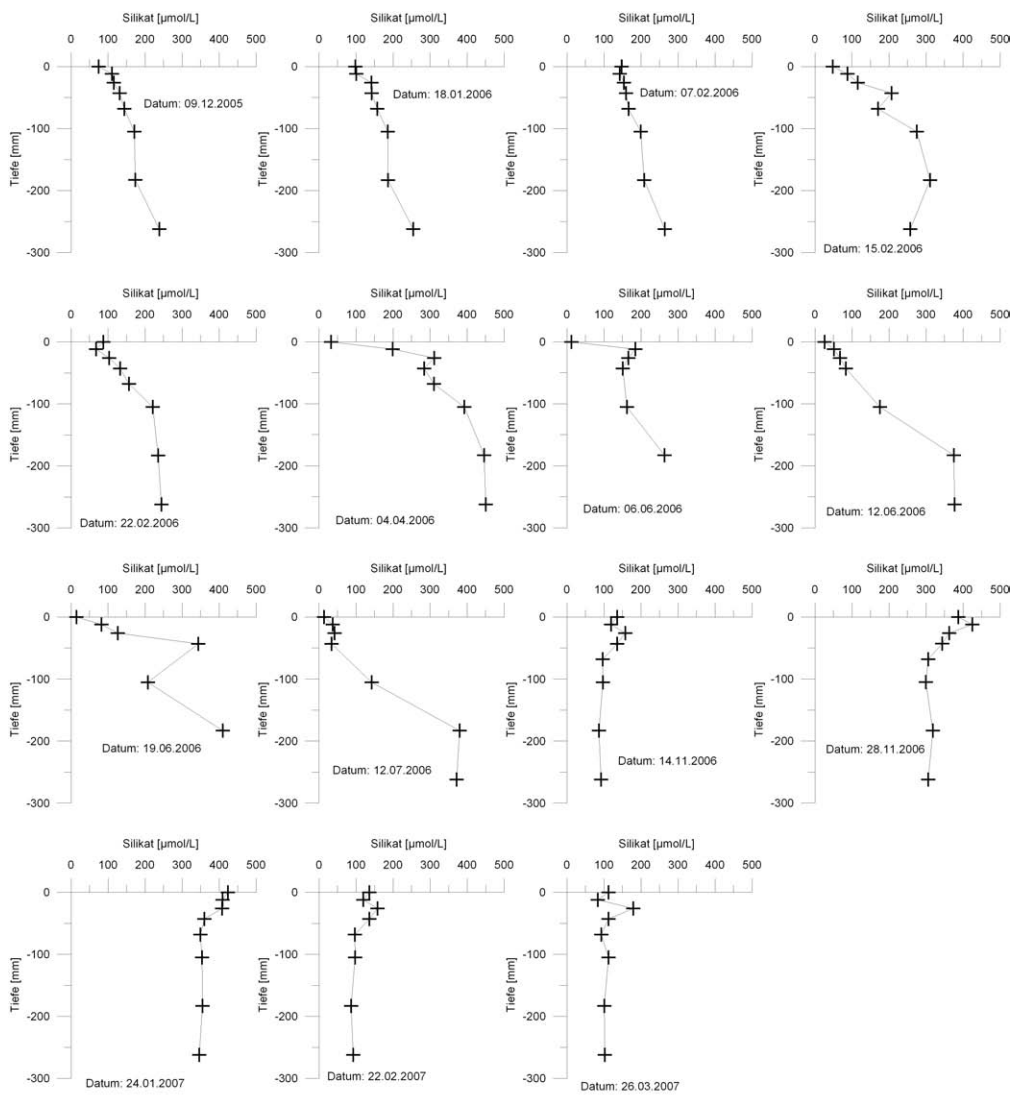 Silikat [µmol/L]
0 100 200 300 400 500
0
-100
-200
-300
Tiefe [mm]
Datum: 09.12.2005
Silikat [µmol/L]
0 100 200 300 400 500
0
-100
-200
-300
Tiefe [mm]
Datum: 18.01.2006
Silikat [µmol/L]
0 100 200 300 400 500
0
-100
-200
-300
Tiefe [mm]
Datum: 07.02.2006
Silikat [µmol/L]
0 100 200 300 400 500
0
-100
-200
-300
Tiefe [mm]
Datum: 15.02.2006
Silikat [µmol/L]
0 100 200 300 400 500
0
-100
-200
-300
Tiefe [mm]
Datum: 22.02.2006
Silikat [µmol/L]
0 100 200 300 400 500
0
-100
-200
-300
Tiefe [mm]
Datum: 04.04.2006
Silikat [µmol/L]
0 100 200 300 400 500
0
-100
-200
-300
Tiefe [mm]
Datum: 06.06.2006
Silikat [µmol/L]
0 100 200 300 400 500
0
-100
-200
-300
Tiefe [mm]
Datum: 12.06.2006
Silikat [µmol/L]
0 100 200 300 400 500
0
-100
-200
-300
Tiefe [mm]
Datum: 19.06.2006
Silikat [µmol/L]
0 100 200 300 400 500
0
-100
-200
-300
Tiefe [mm]
Datum: 12.07.2006
Silikat [µmol/L]
0 100 200 300 400 500
0
-100
-200
-300
Tiefe [mm]
Datum: 14.11.2006
Silikat [µmol/L]
0 100 200 300 400 500
0
-100
-200
-300
Tiefe [mm]
Datum: 28.11.2006
Silikat [µmol/L]
0 100 200 300 400 500
0
-100
-200
-300
Tiefe [mm]
Datum: 24.01.2007
Silikat [µmol/L]
0 100 200 300 400 500
0
-100
-200
-300
Tiefe [mm]
Datum: 22.02.2007
Silikat [µmol/L]
0 100 200 300 400 500
0
-100
-200
-300
Tiefe [mm]
Datum: 26.03.2007